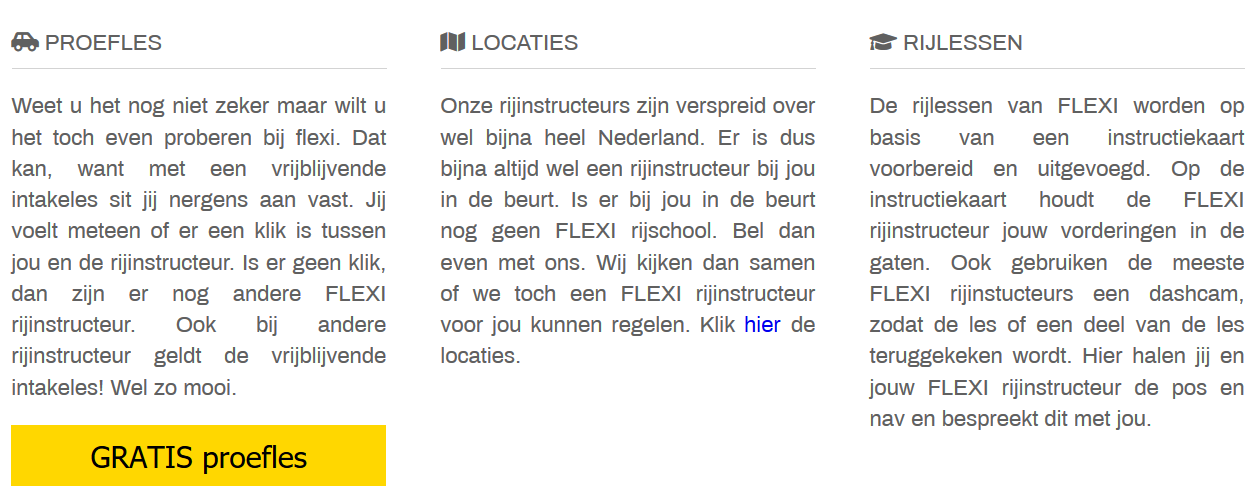 PROEFLES
Weet u het nog niet zeker maar wilt u
het toch even proberen bij flexi. Dat
kan, want met een vrijblijvende
intakeles sit jij nergens aan vast. Jij
voelt meteen of er een klik is tussen
jou en de rijinstructeur. Is er geen klik,
dan zijn er nog andere FLEXI
rijinstructeur. Ook bij andere
rijinstructeur geldt de vrijblijvende
intakeles! Wel zo mooi.
GRATIS proefles
LOCATIES
Onze rijinstructeurs zijn verspreid over
wel bijna heel Nederland. Er is dus
bijna altijd wel een rijinstructeur bij jou
in de beurt. Is er bij jou in de beurt
nog geen FLEXI rijschool. Bel dan
even met ons. Wij kijken dan samen
of we toch een FLEXI rijinstructeur
voor jou kunnen regelen. Klik hier de
locaties.
RIJLESSEN
De rijlessen van FLEXI worden op
basis van een instructiekaart
voorbereid en uitgevoegd. Op de
instructiekaart houdt de FLEXI
rijinstructeur jouw vorderingen in de
gaten. Ook gebruiken de meeste
FLEXI rijinstucteurs een dashcam,
zodat de les of een deel van de les
teruggekeken wordt. Hier halen jij en
jouw FLEXI rijinstructeur de pos en
nav en bespreekt dit met jou.